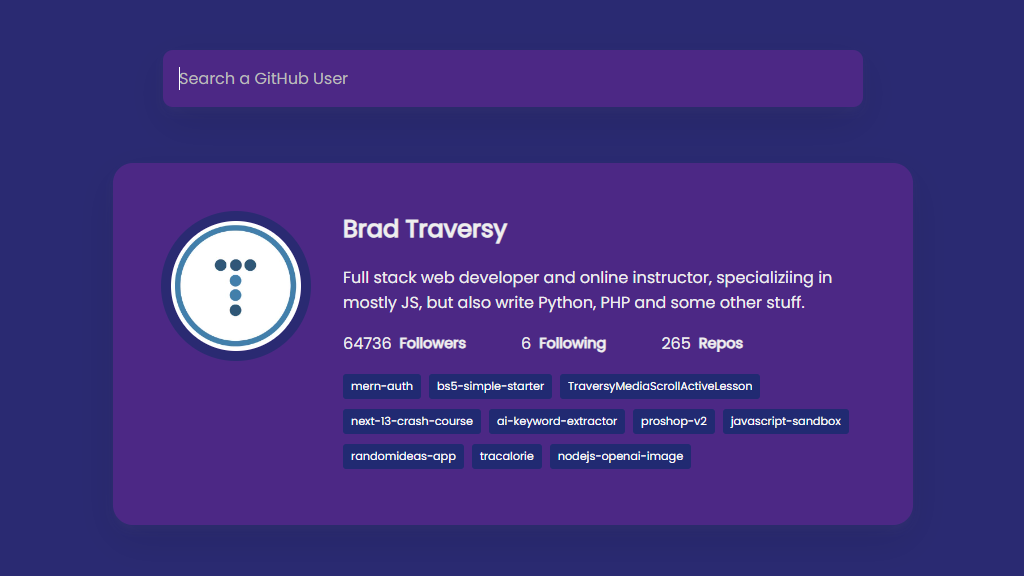 Search a GitHub User
Brad Traversy
Full stack web developer and online instructor, specializiing in
mostly JS, but also write Python, PHP and some other stuff.
64736 Followers 6 Following 265 Repos
mern-auth bs5-simple-starter TraversyMediaScrollActiveLesson
next-13-crash-course ai-keyword-extractor proshop-v2 javascript-sandbox
randomideas-app tracalorie nodejs-openai-image